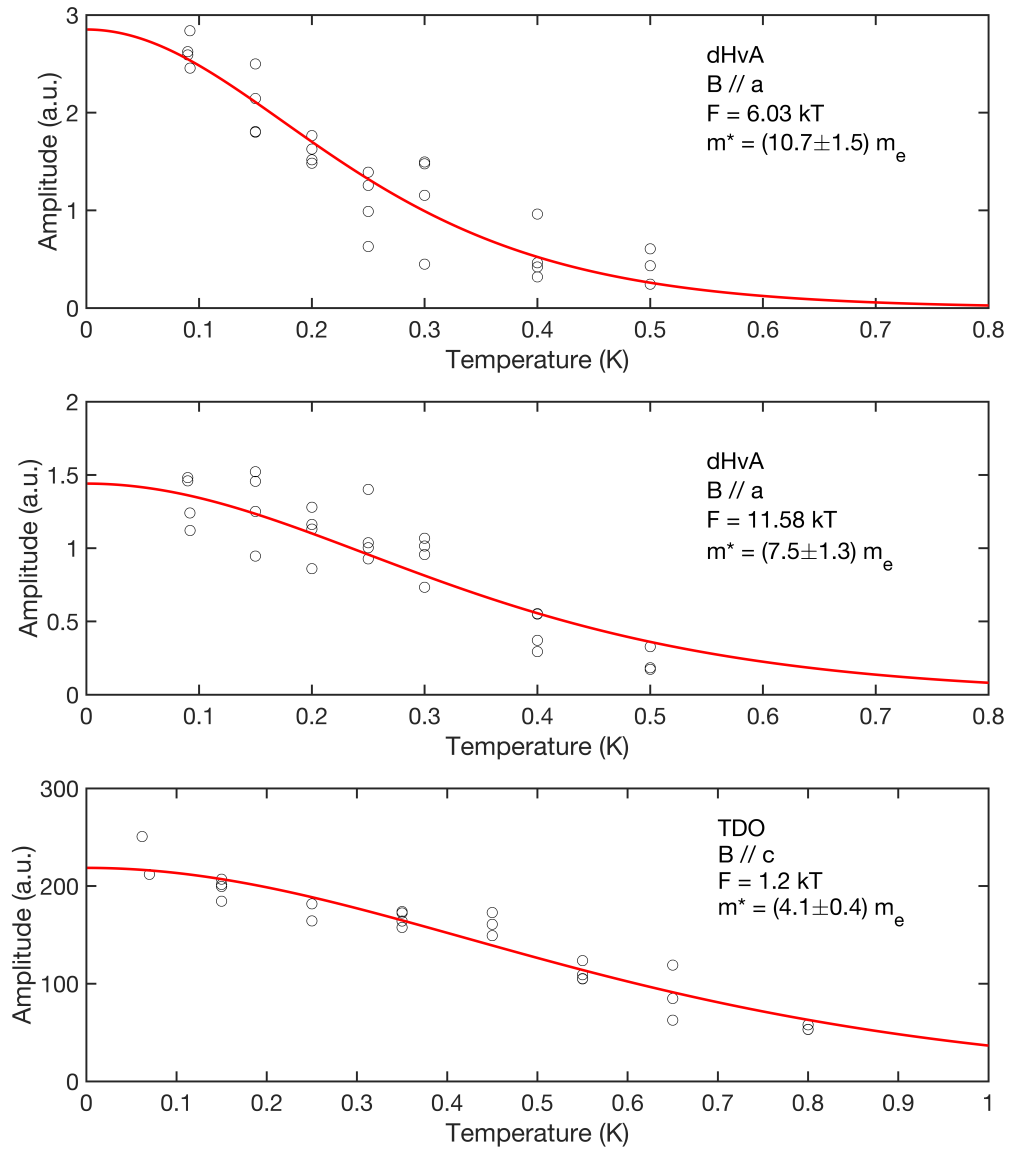 3
2
1
0
Amplitude (a.u.)
dHvA
B // a
F = 6.03 kT
m* = (10.7±1.5) mₑ
0 0.1 0.2 0.3 0.4 0.5 0.6 0.7 0.8
Temperature (K)
2
1.5
1
0.5
0
Amplitude (a.u.)
dHvA
B // a
F = 11.58 kT
m* = (7.5±1.3) mₑ
0 0.1 0.2 0.3 0.4 0.5 0.6 0.7 0.8
Temperature (K)
300
200
100
0
Amplitude (a.u.)
TDO
B // c
F = 1.2 kT
m* = (4.1±0.4) mₑ
0 0.1 0.2 0.3 0.4 0.5 0.6 0.7 0.8 0.9 1
Temperature (K)